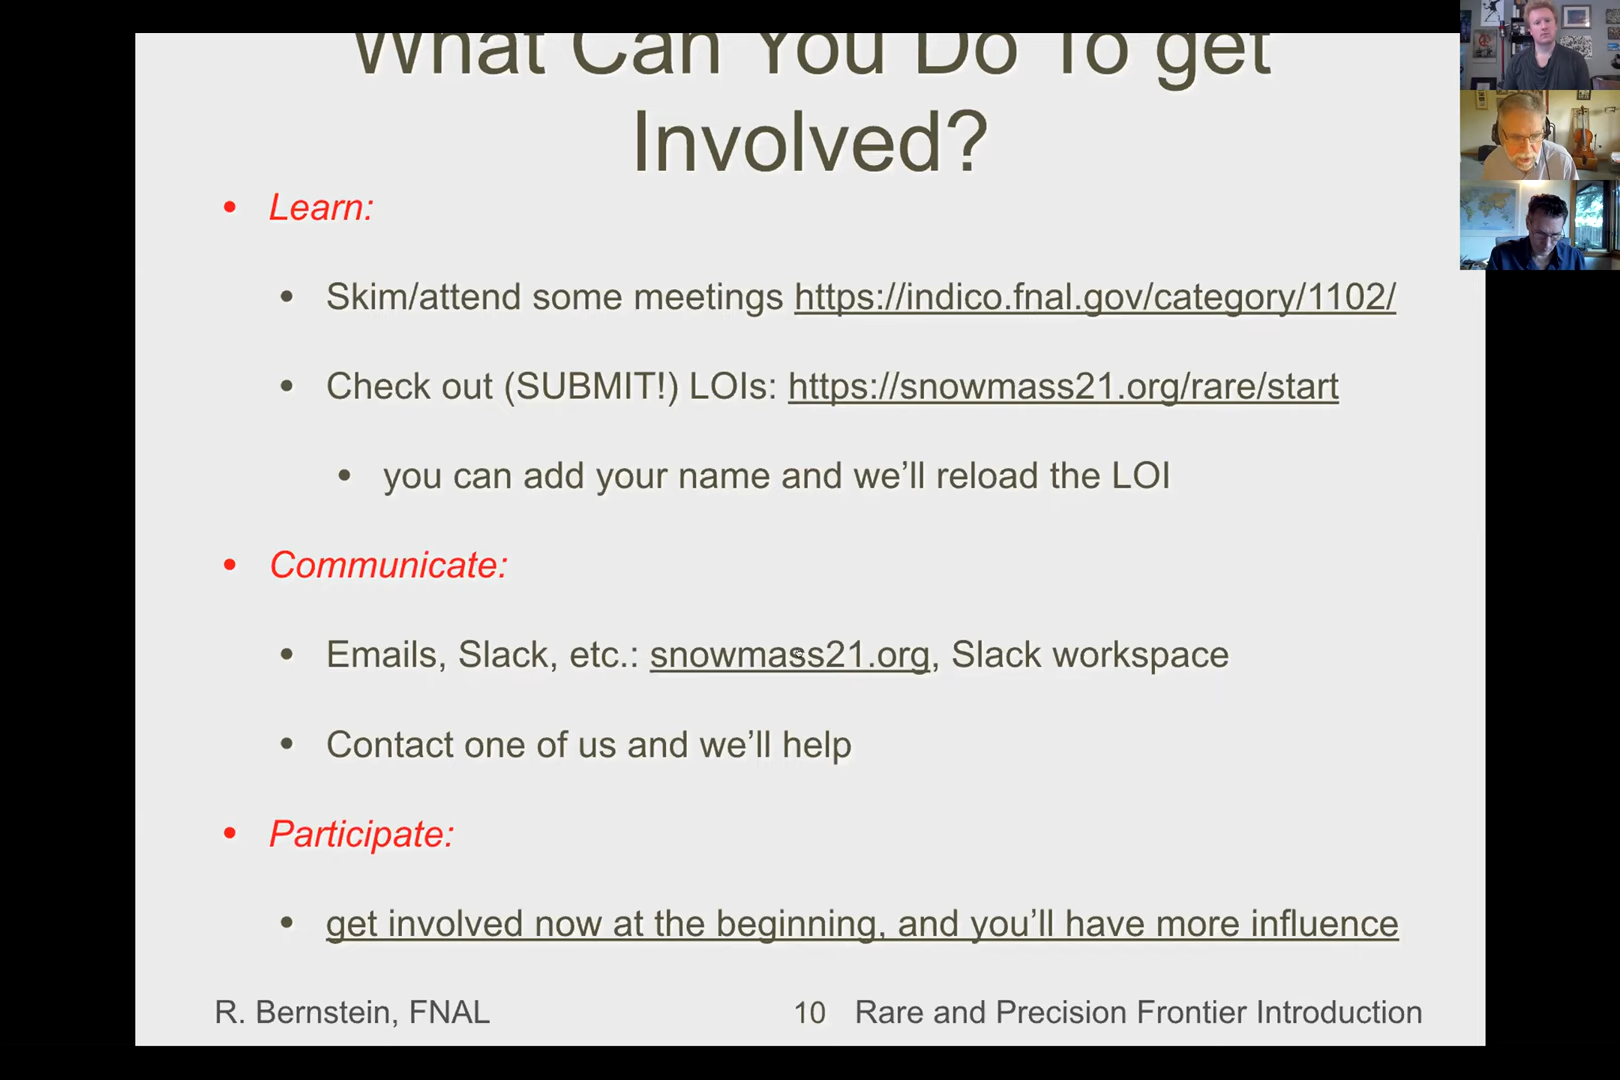 What Can You Do To get
Involved?
• Learn:
• Skim/attend some meetings https://indico.fnal.gov/category/1102/
• Check out (SUBMIT!) LOIs: https://snowmass21.org/rare/start
• you can add your name and we’ll reload the LOI
• Communicate:
• Emails, Slack, etc.: snowmass21.org, Slack workspace
• Contact one of us and we’ll help
• Participate:
• get involved now at the beginning, and you’ll have more influence
R. Bernstein, FNAL 10 Rare and Precision Frontier Introduction